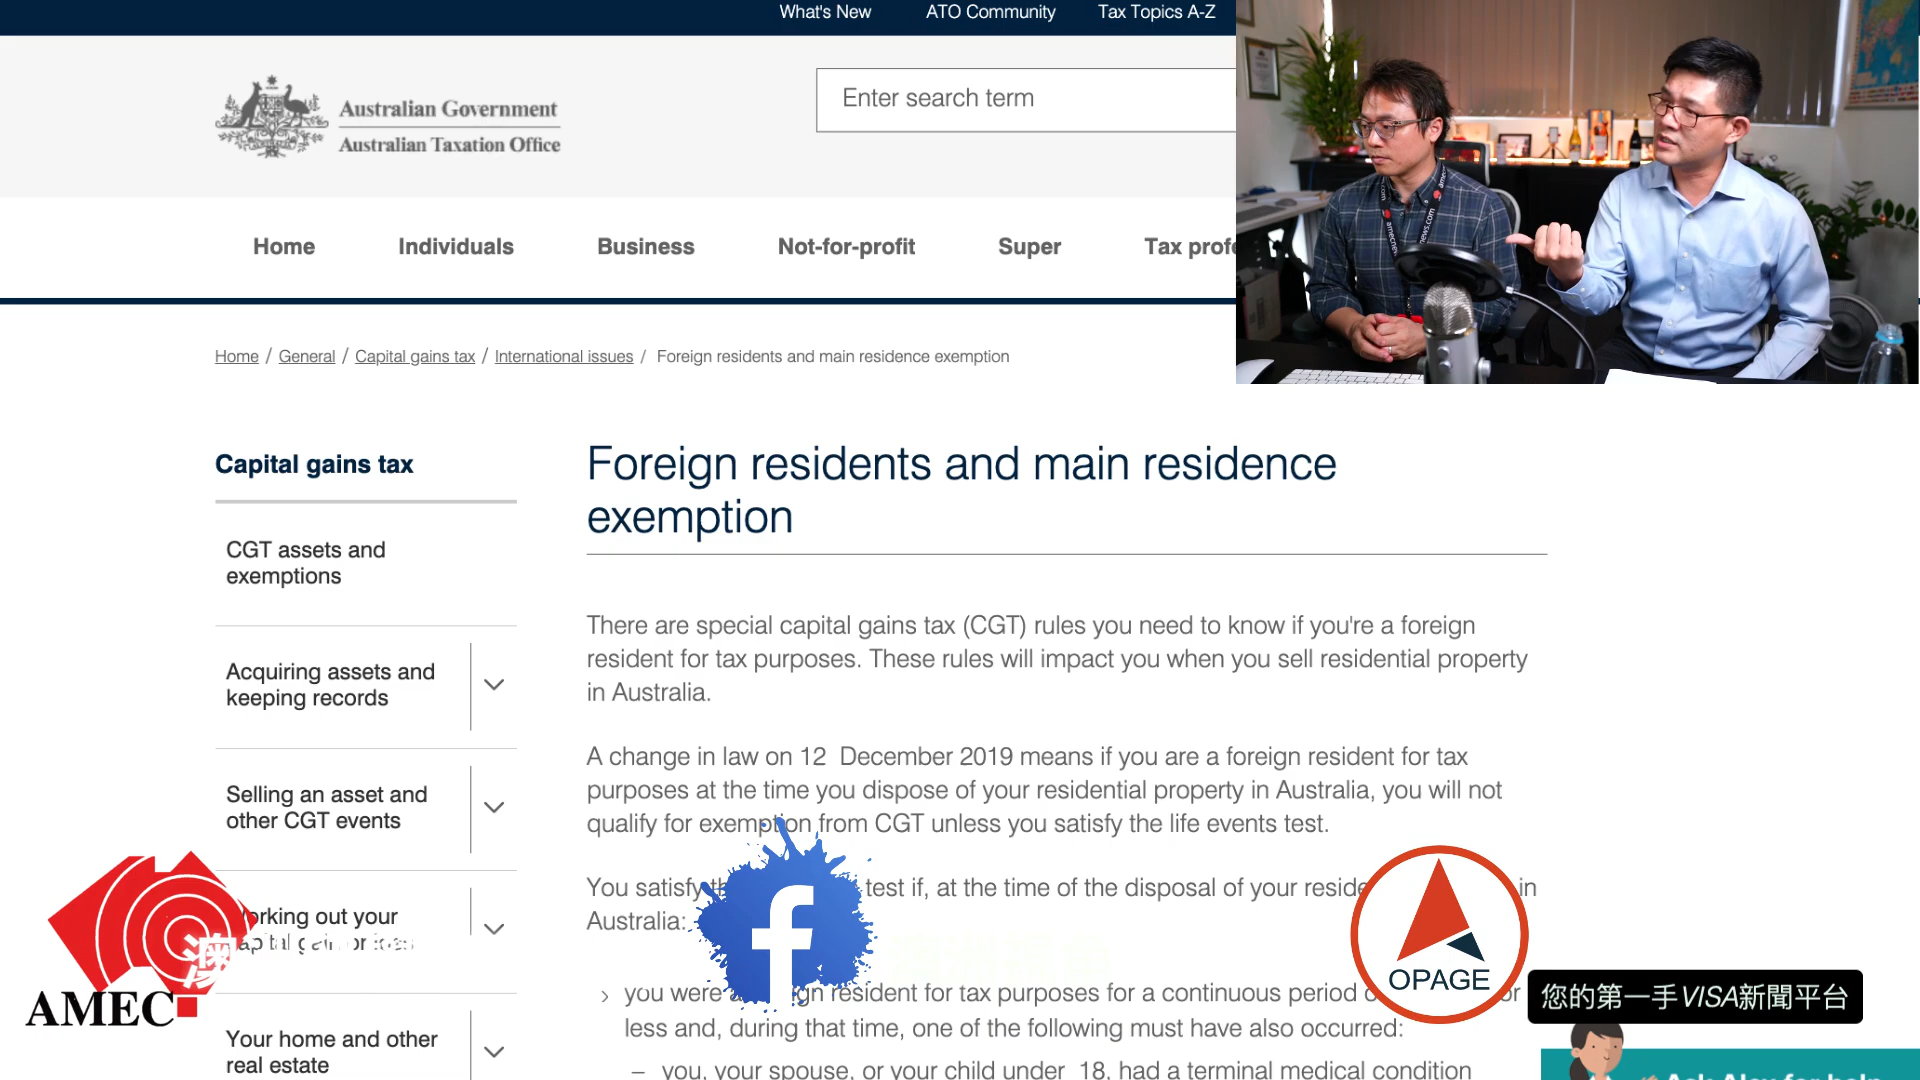 What's New ATO Community Tax Topics A-Z
Australian Government
Australian Taxation Office
Enter search term
Home Individuals Business Not-for-profit Super Tax
Home / General / Capital gains tax / International issues / Foreign residents and main residence exemption
Capital gains tax
CGT assets and
exemptions
Acquiring assets and
keeping records
Selling an asset and
other CGT events
orking out your
Your home and other
real estate
Foreign residents and main residence
exemption
There are special capital gains tax (CGT) rules you need to know if you're a foreign
resident for tax purposes. These rules will impact you when you sell residential property
in Australia.
A change in law on 12 December 2019 means if you are a foreign resident for tax
purposes at the time you dispose of your residential property in Australia, you will not
qualify for exemption from CGT unless you satisfy the life events test.
You satisfy test if, at the time of the disposal of your in
Australia:
› you were resident for tax purposes for a continuous period or
less and, during that time, one of the following must have also occurred:
– you, your spouse, or your child under 18, had a terminal medical condition
AMEC
澳
f
OPAGE
您的第一手VISA新聞平台